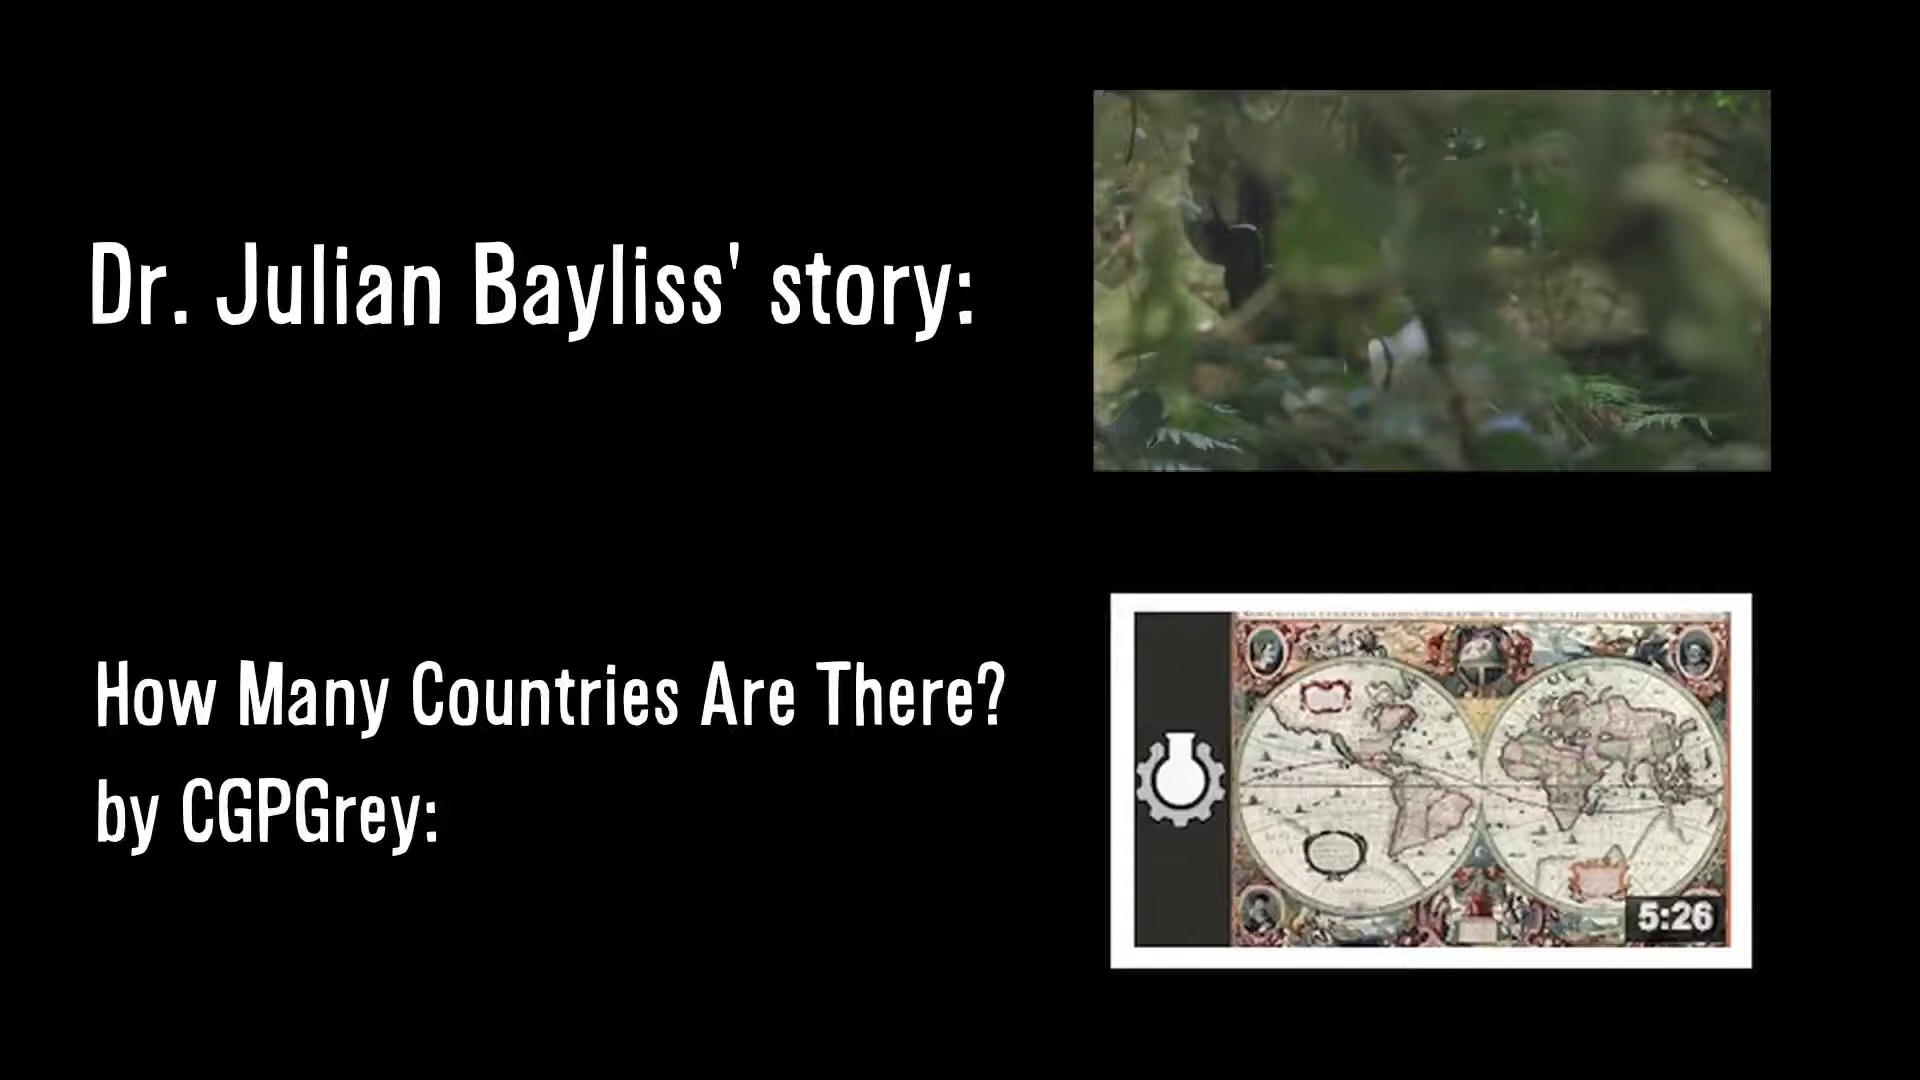 Dr. Julian Bayliss' story:
How Many Countries Are There?
by CGPGrey:
5:26